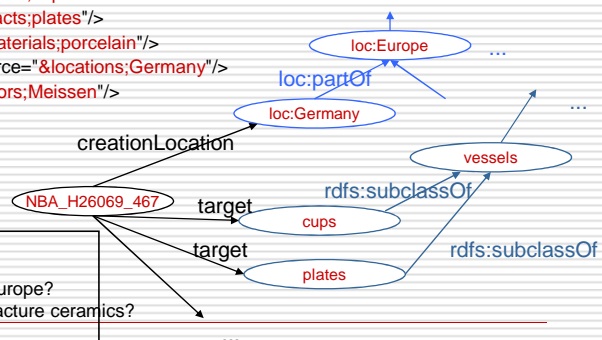 acts;plates"/>
aterials;porcelain"/>
rce="&locations;Germany"/>
ors;Meissen"/>
loc:Europe
...
loc:partOf
loc:Germany
...
creationLocation
vessels
NBA_H26069_467
rdfs:subclassOf
target
cups
target
rdfs:subclassOf
plates
urope?
acture ceramics?
...